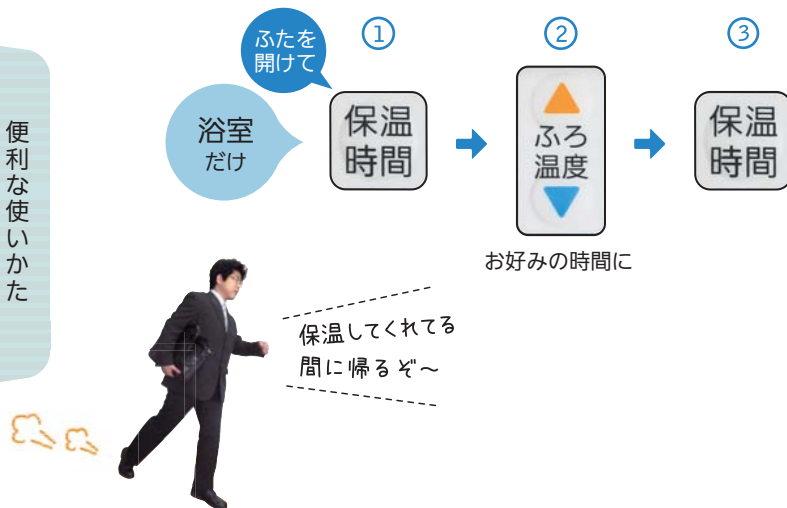 便利な使いかた
浴室
だけ
ふたを
開けて
①
保温
時間
②
ふろ
温度
お好みの時間に
③
保温
時間
保温してくれてる
間に帰るぞ〜